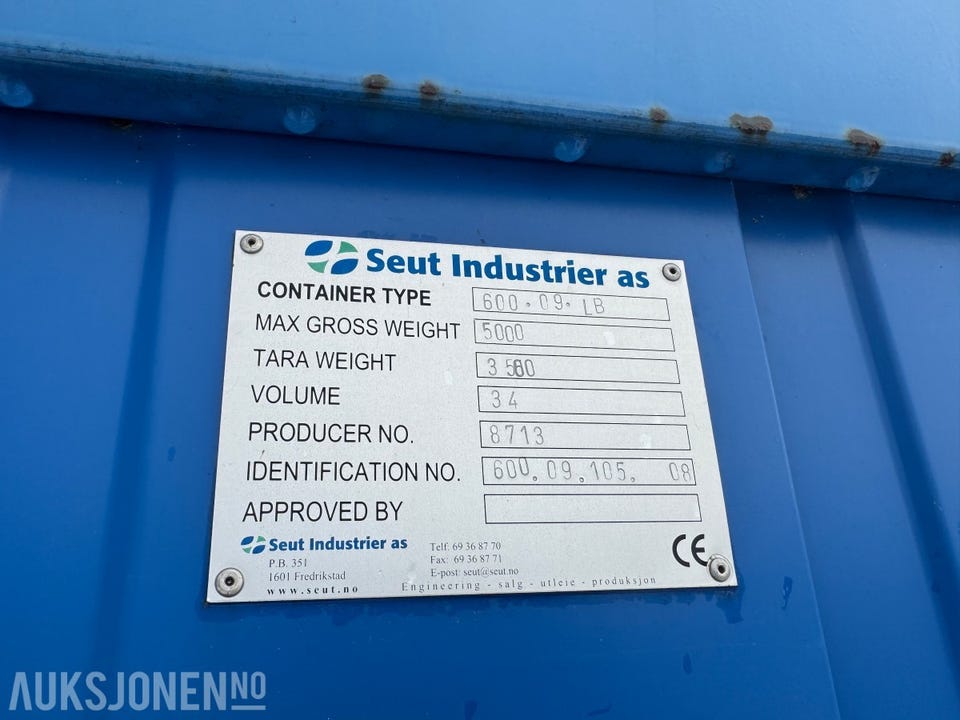 Seut Industrier as
CONTAINER TYPE 600.09.LB
MAX GROSS WEIGHT 5000
TARA WEIGHT
VOLUME 34
PRODUCER NO. 8713
IDENTIFICATION NO. 600.09.105. 08
APPROVED BY
Seut Industrier as
P.B. 351
1601 Fredrikstad
www.seut.no
Telf: 69 36 87 70
Fax: 69 36 87 71
E-post: seut@seut.no
Engineering - salg - utleie - produksjon
CE
AUKSJONEN.NO